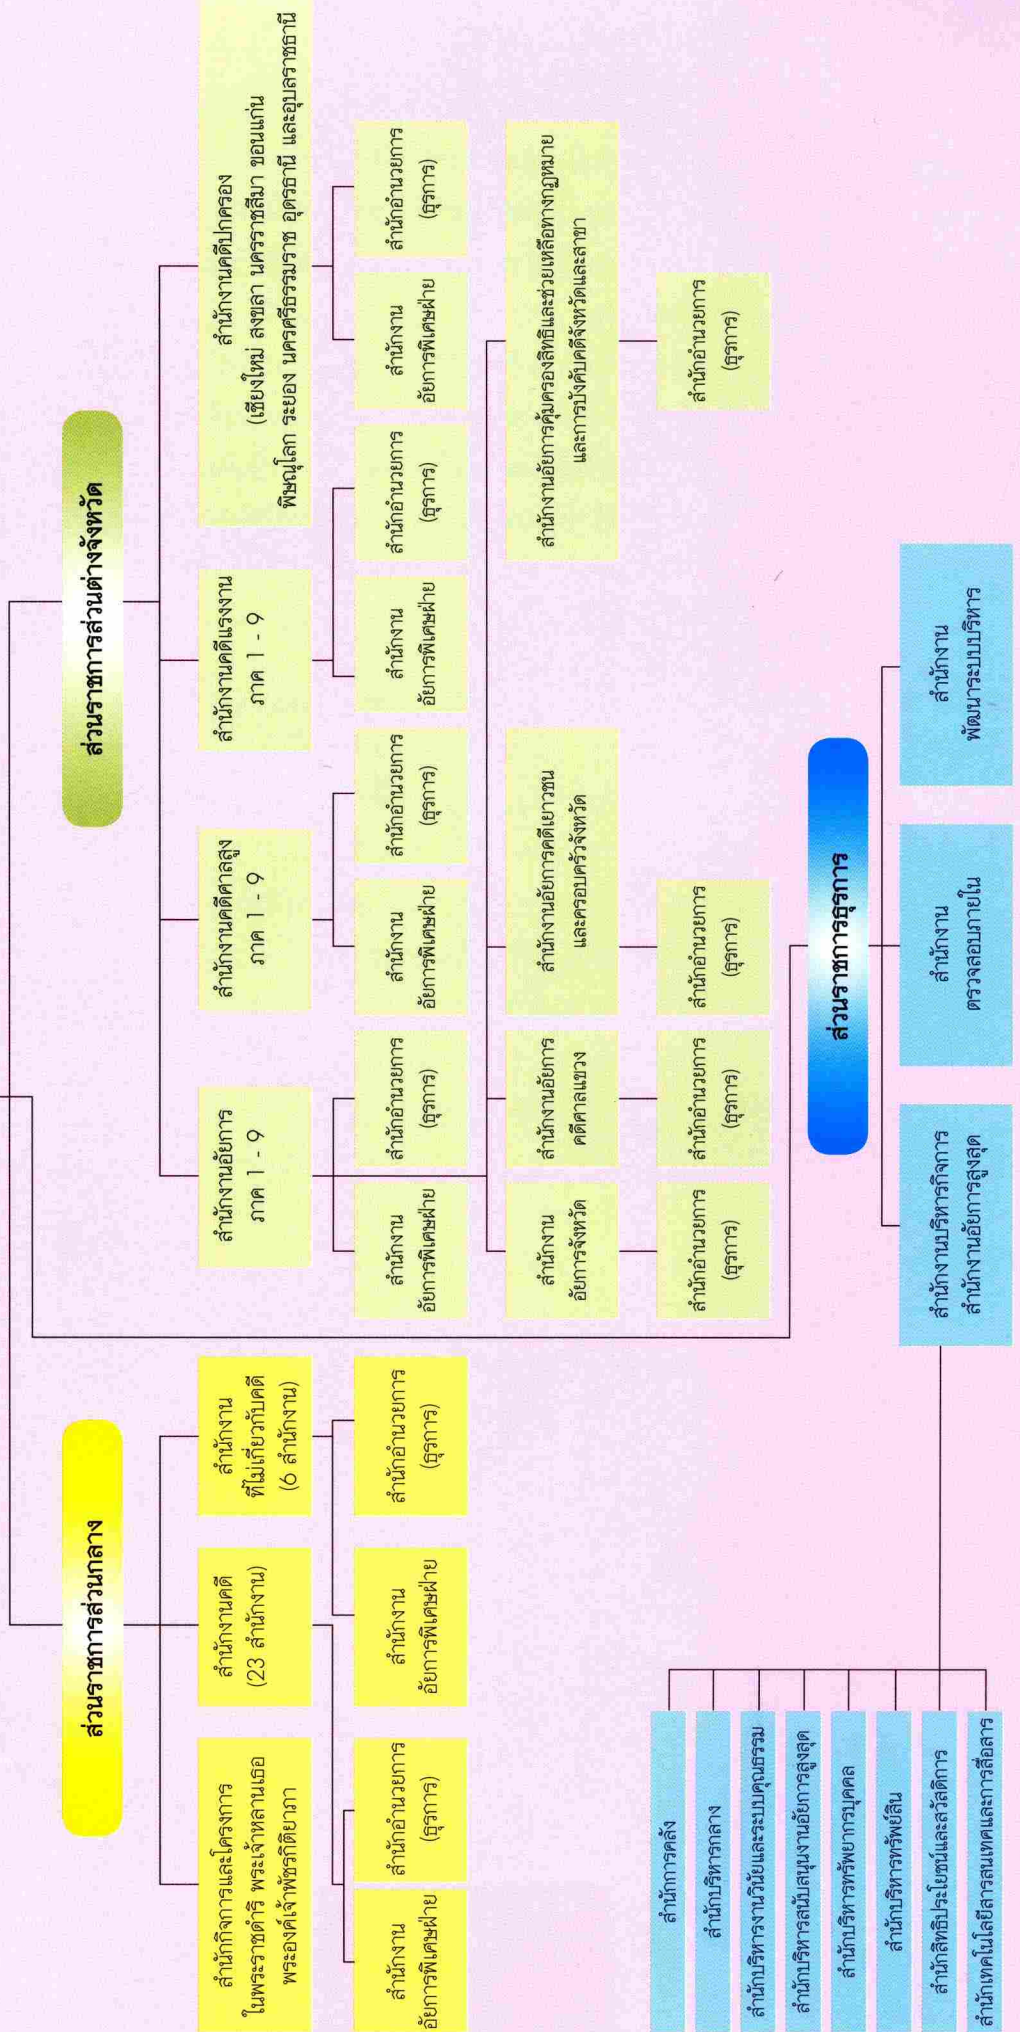 ส่วนราชการส่วนกลาง
สำนักกิจการและโครงการ
ในพระราชดำริ พระเจ้าหลานเธอ
พระองค์เจ้าพัชรกิติยาภา
สำนักงานคดี
(23 สำนักงาน)
สำนักงาน
ที่ไม่เกี่ยวกับคดี
(6 สำนักงาน)
สำนักงาน
อัยการพิเศษฝ่าย
สำนักอำนวยการ
(ธุรการ)
สำนักงาน
อัยการพิเศษฝ่าย
สำนักอำนวยการ
(ธุรการ)
ส่วนราชการส่วนต่างจังหวัด
สำนักงานอัยการ
ภาค 1 - 9
สำนักงานคดีศาลสูง
ภาค 1 - 9
สำนักงานคดีแรงงาน
ภาค 1 - 9
สำนักงานคดีปกครอง
(เชียงใหม่ สงขลา นครราชสีมา ขอนแก่น
พิษณุโลก ระยอง นครศรีธรรมราช อุดรธานี และอุบลราชธานี
สำนักงาน
อัยการพิเศษฝ่าย
สำนักอำนวยการ
(ธุรการ)
สำนักงาน
อัยการพิเศษฝ่าย
สำนักอำนวยการ
(ธุรการ)
สำนักงาน
อัยการพิเศษฝ่าย
สำนักอำนวยการ
(ธุรการ)
สำนักงาน
อัยการพิเศษฝ่าย
สำนักอำนวยการ
(ธุรการ)
สำนักงาน
อัยการจังหวัด
สำนักงานอัยการ
คดีศาลแขวง
สำนักงานอัยการคดีเยาวชน
และครอบครัวจังหวัด
สำนักงานอัยการคุ้มครองสิทธิและช่วยเหลือทางกฎหมาย
และการบังคับคดีจังหวัดและสาขา
สำนักอำนวยการ
(ธุรการ)
สำนักอำนวยการ
(ธุรการ)
สำนักอำนวยการ
(ธุรการ)
สำนักอำนวยการ
(ธุรการ)
ส่วนราชการธุรการ
สำนักงานบริหารกิจการ
สำนักงานอัยการสูงสุด
สำนักงาน
ตรวจสอบภายใน
สำนักงาน
พัฒนาระบบบริหาร
สำนักการคลัง
สำนักบริหารกลาง
สำนักบริหารงานวินัยและระบบคุณธรรม
สำนักบริหารสนับสนุนงานอัยการสูงสุด
สำนักบริหารทรัพยากรบุคคล
สำนักบริหารทรัพย์สิน
สำนักสิทธิประโยชน์และสวัสดิการ
สำนักเทคโนโลยีสารสนเทศและการสื่อสาร